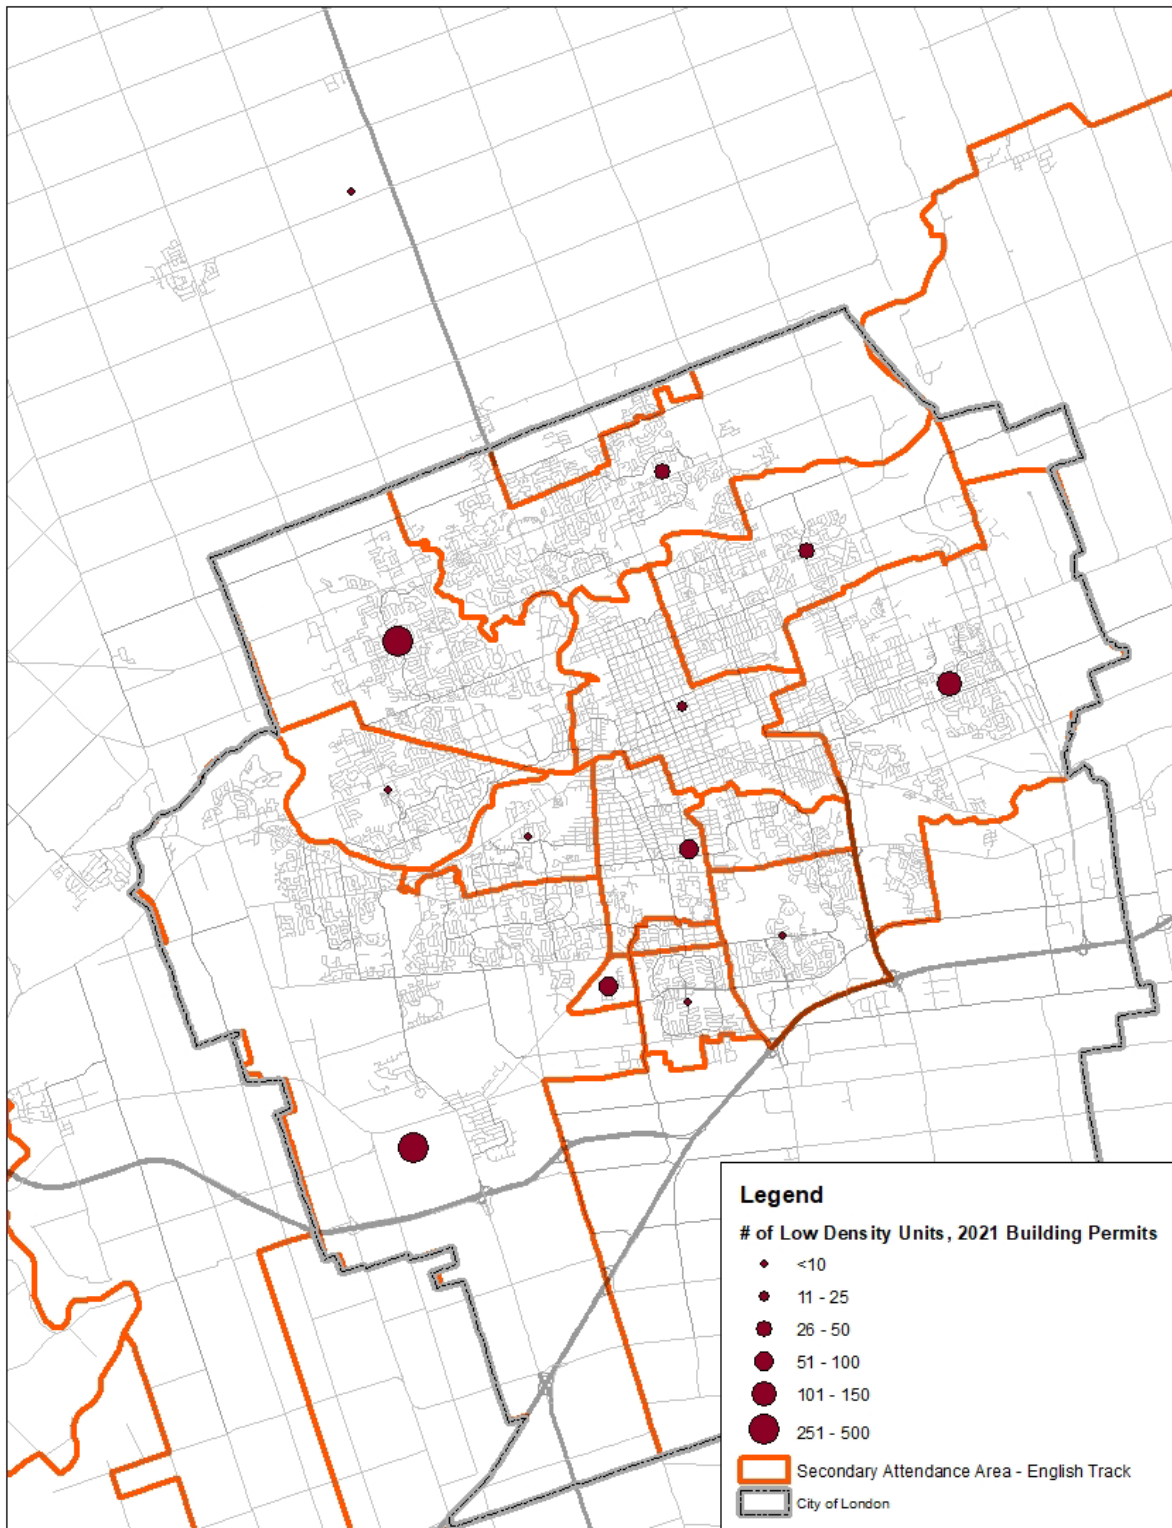 Legend
# of Low Density Units, 2021 Building Permits
<10
11 - 25
26 - 50
51 - 100
101 - 150
251 - 500
Secondary Attendance Area - English Track
City of London